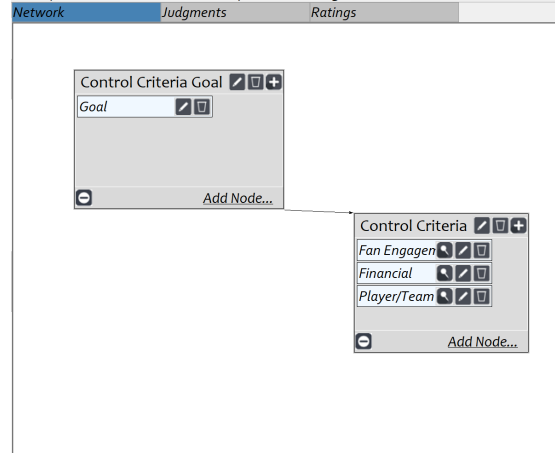 Network
Judgments
Ratings
Control Criteria Goal
Goal
Add Node...
Control Criteria
Fan Engagen
Financial
Player/Team
Add Node...